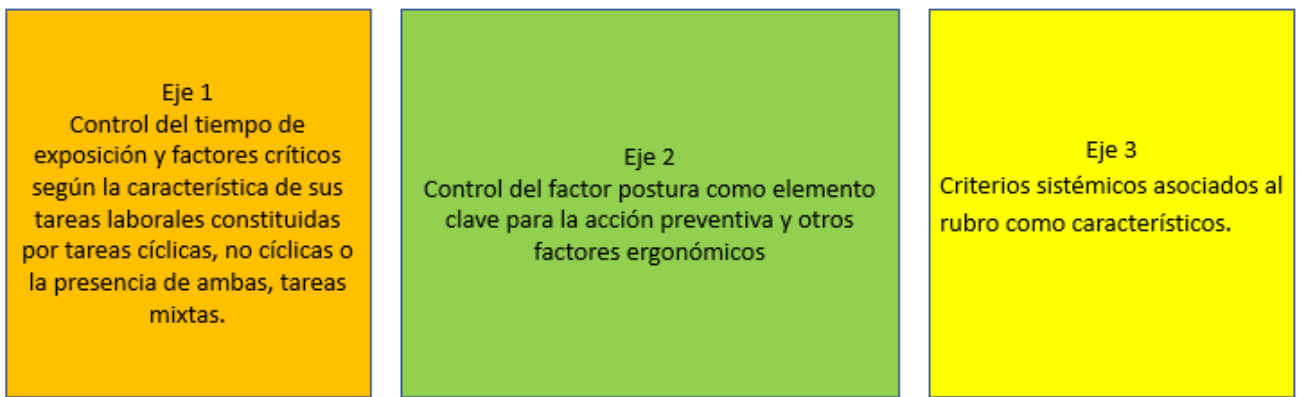 Eje 1
Control del tiempo de
exposición y factores críticos
según la característica de sus
tareas laborales constituidas
por tareas cíclicas, no cíclicas o
la presencia de ambas, tareas
mixtas.
Eje 2
Control del factor postura como elemento
clave para la acción preventiva y otros
factores ergonómicos
Eje 3
Criterios sistémicos asociados al
rubro como característicos.